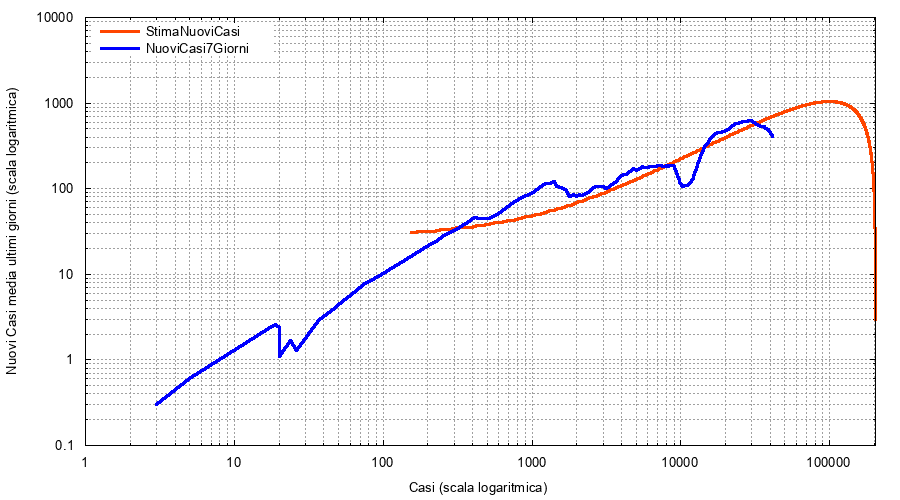 StimaNuoviCasi
NuoviCasi7Giorni
10000
1000
100
10
1
0.1
Nuovi Casi media ultimi giorni (scala logaritmica)
1 10 100 1000 10000 100000
Casi (scala logaritmica)